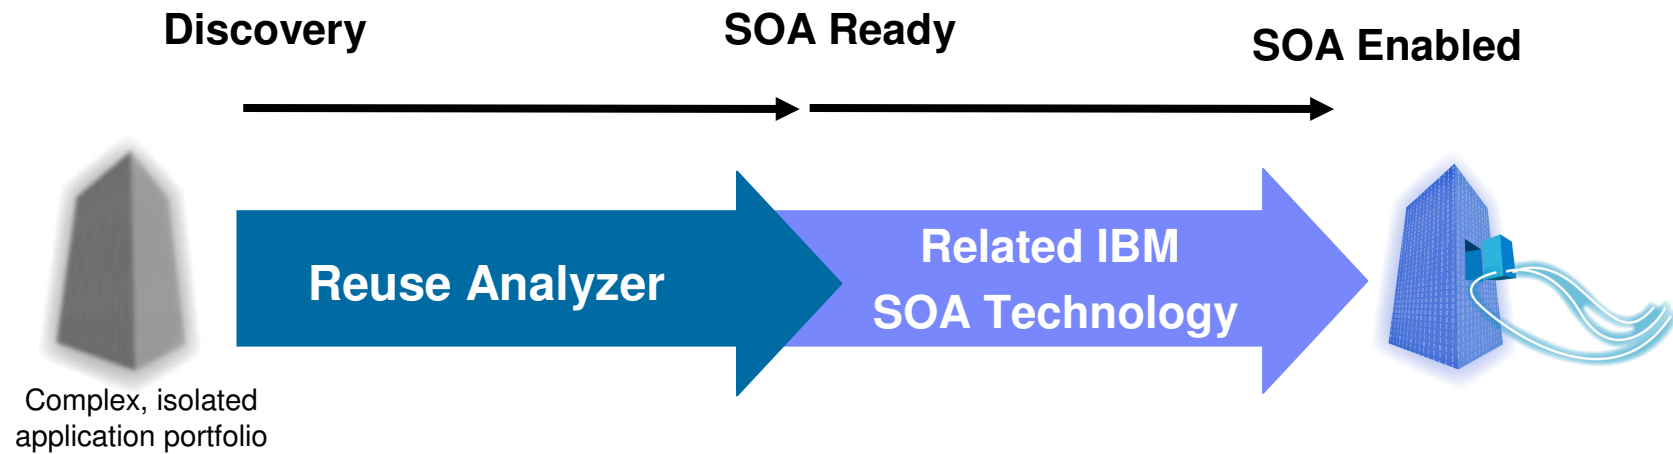 Discovery
SOA Ready
SOA Enabled
Reuse Analyzer
Related IBM
SOA Technology
Complex, isolated
application portfolio